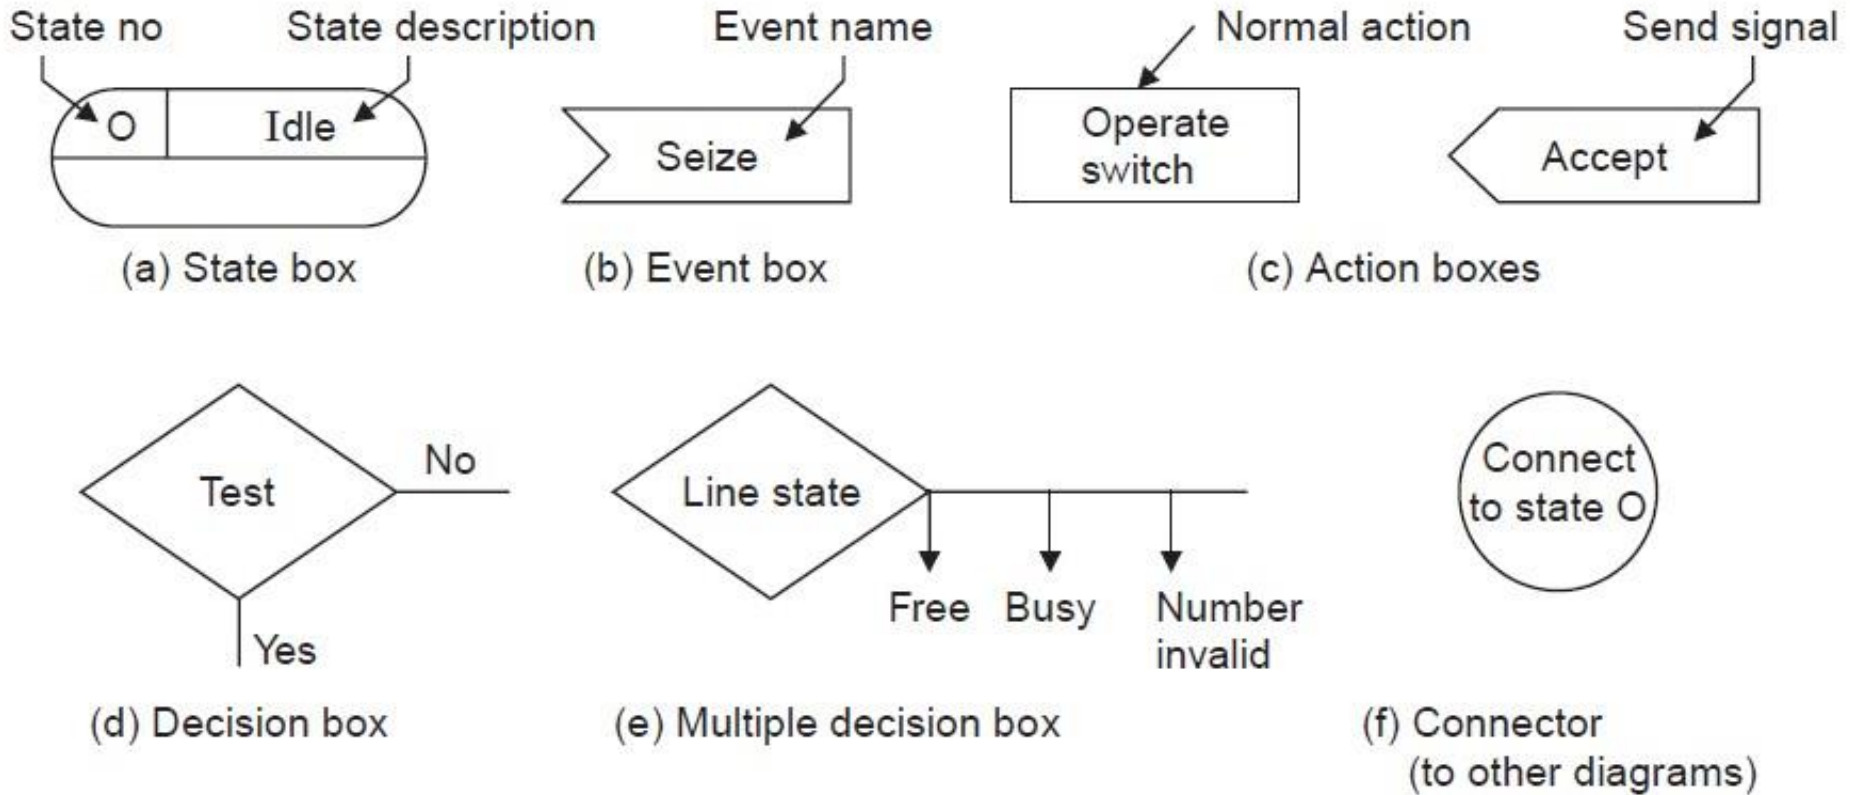 State no
State description
Event name
Normal action
Send signal
O
Idle
Seize
Operate
switch
Accept
(a) State box
(b) Event box
(c) Action boxes
Test
No
Yes
Line state
Free
Busy
Number
invalid
Connect
to state O
(d) Decision box
(e) Multiple decision box
(f) Connector
(to other diagrams)